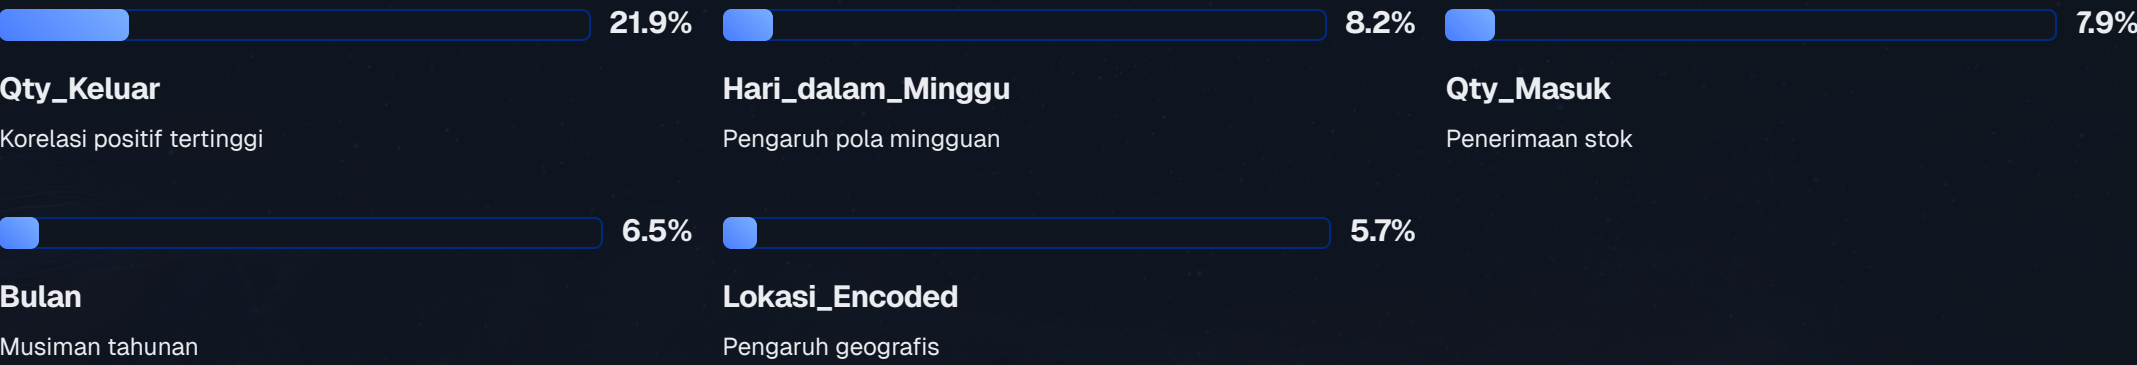 21.9%
Qty_Keluar
Korelasi positif tertinggi
8.2%
Hari_dalam_Minggu
Pengaruh pola mingguan
7.9%
Qty_Masuk
Penerimaan stok
6.5%
Bulan
Musiman tahunan
5.7%
Lokasi_Encoded
Pengaruh geografis